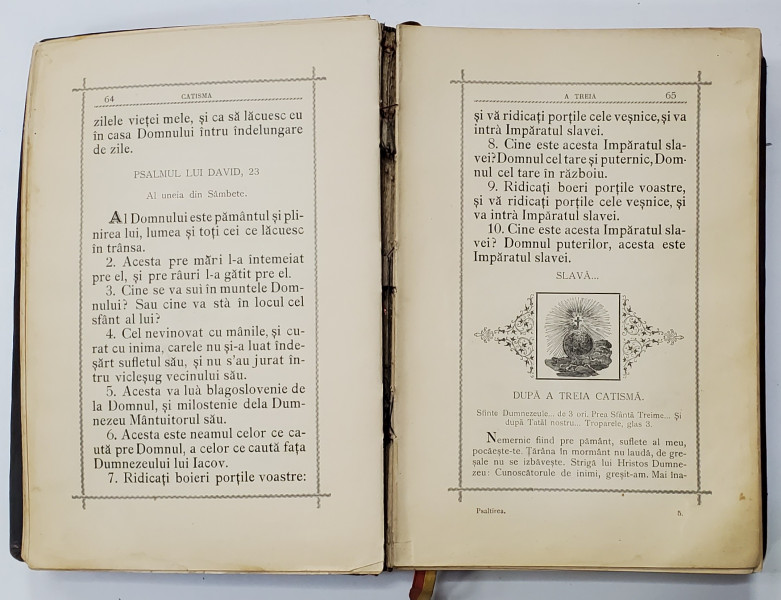 64 CATISMA
zilele vieței mele, și ca să lăcuesc eu
în casa Domnului întru îndelungare
de zile.
PSALMUL LUI DAVID, 23
Al uneia din Sâmbete.
Al Domnului este pământul și pli-
nirea lui, lumea și toți cei ce lăcuesc
în trânsa.
2. Acesta pre mări l-a întemeiat
pre el, și pre râuri l-a gătit pre el.
3. Cine se va sui în muntele Dom-
nului? Sau cine va stà în locul cel
sfânt al lui?
4. Cel nevinovat cu mânile, și cu-
rat cu inima, carele nu și-a luat înde-
șărt sufletul său, și nu s'au jurat în-
tru vicleșug vecinului său.
5. Acesta va luà blagoslovenie de
la Domnul, și milostenie dela Dum-
nezeu Mântuitorul său.
6. Acesta este neamul celor ce ca-
ută pre Domnul, a celor ce caută fața
Dumnezeului lui Iacov.
7. Ridicați boieri porțile voastre:
A TREIA 65
și vă ridicați porțile cele veșnice, și va
intrà Împăratul slavei.
8. Cine este acesta Împăratul sla-
vei? Domnul cel tare și puternic, Dom-
nul cel tare în războiu.
9. Ridicați boeri porțile voastre,
și vă ridicați porțile cele veșnice, și
va intrà Împăratul slavei.
10. Cine este acesta Împăratul sla-
vei? Domnul puterilor, acesta este
Împăratul slavei.
SLAVĂ...
DUPĂ A TREIA CATISMĂ.
Sfinte Dumnezeule... de 3 ori. Prea Sfântă Treime... Și
după Tatăl nostru... Troparele, glas 3.
Nemernic fiind pre pământ, suflete al meu,
pocăește-te. Țărâna în mormânt nu laudă, de gre-
șale nu se izbăvește. Strigă lui Hristos Dumne-
zeu: Cunoscătorule de inimi, greșit-am. Mai îna-
Psaltirea. 5.